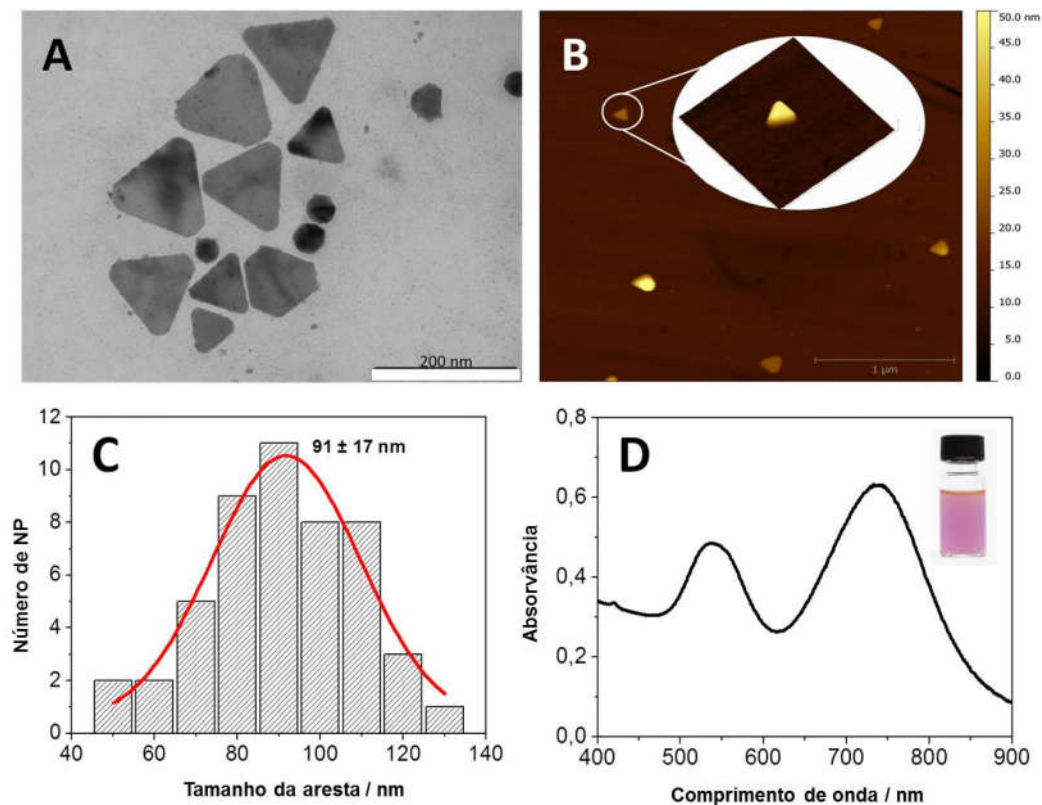 A
200 nm
B
1 µm
50.0 nm
45.0
40.0
35.0
30.0
25.0
20.0
15.0
10.0
5.0
0.0
C
91 ± 17 nm
Número de NP
12
10
8
6
4
2
0
40
60
80
100
120
140
Tamanho da aresta / nm
D
Absorvância
0,8
0,6
0,4
0,2
0,0
400
500
600
700
800
900
Comprimento de onda / nm